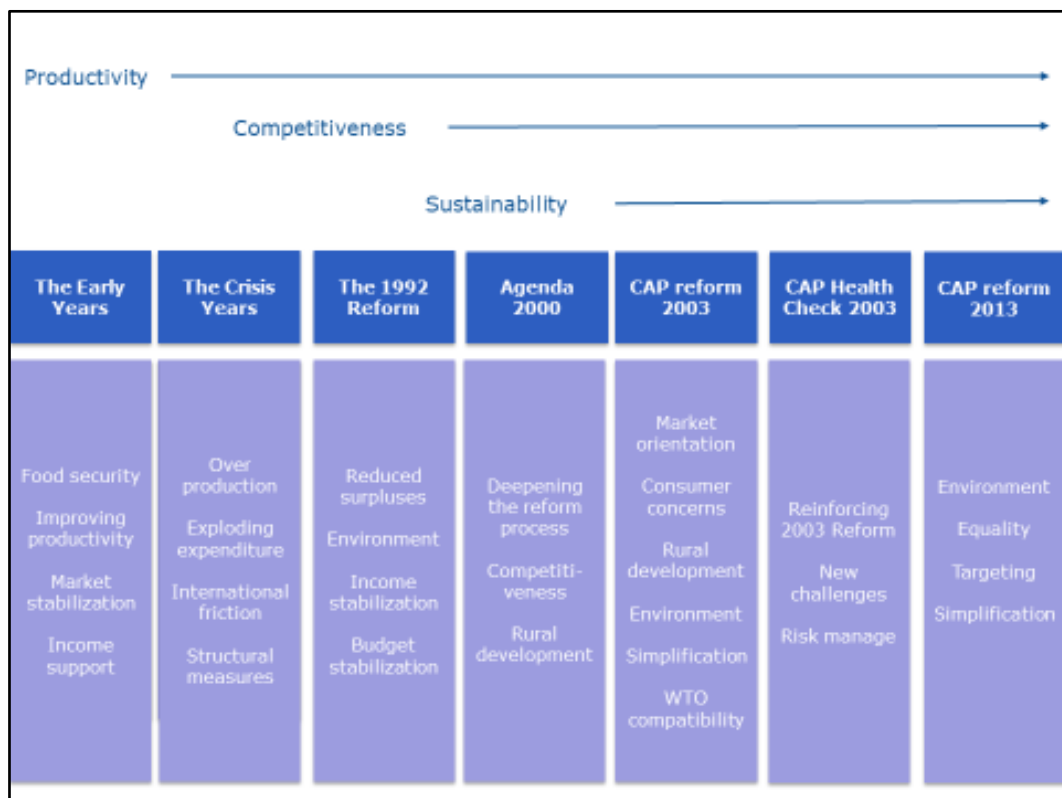 Productivity
Competitiveness
Sustainability
The Early
Years
The Crisis
Years
The 1992
Reform
Agenda
2000
CAP reform
2003
CAP Health
Check 2003
CAP reform
2013
Food security
Improving
productivity
Market
stabilization
Income
support
Over
production
Exploding
expenditure
International
friction
Structural
measures
Reduced
surpluses
Environment
Income
stabilization
Budget
stabilization
Deepening
the reform
process
Competiti-
veness
Rural
development
Market
orientation
Consumer
concerns
Rural
development
Environment
Simplification
WTO
compatibility
Reinforcing
2003 Reform
New
challenges
Risk manage
Environment
Equality
Targeting
Simplification